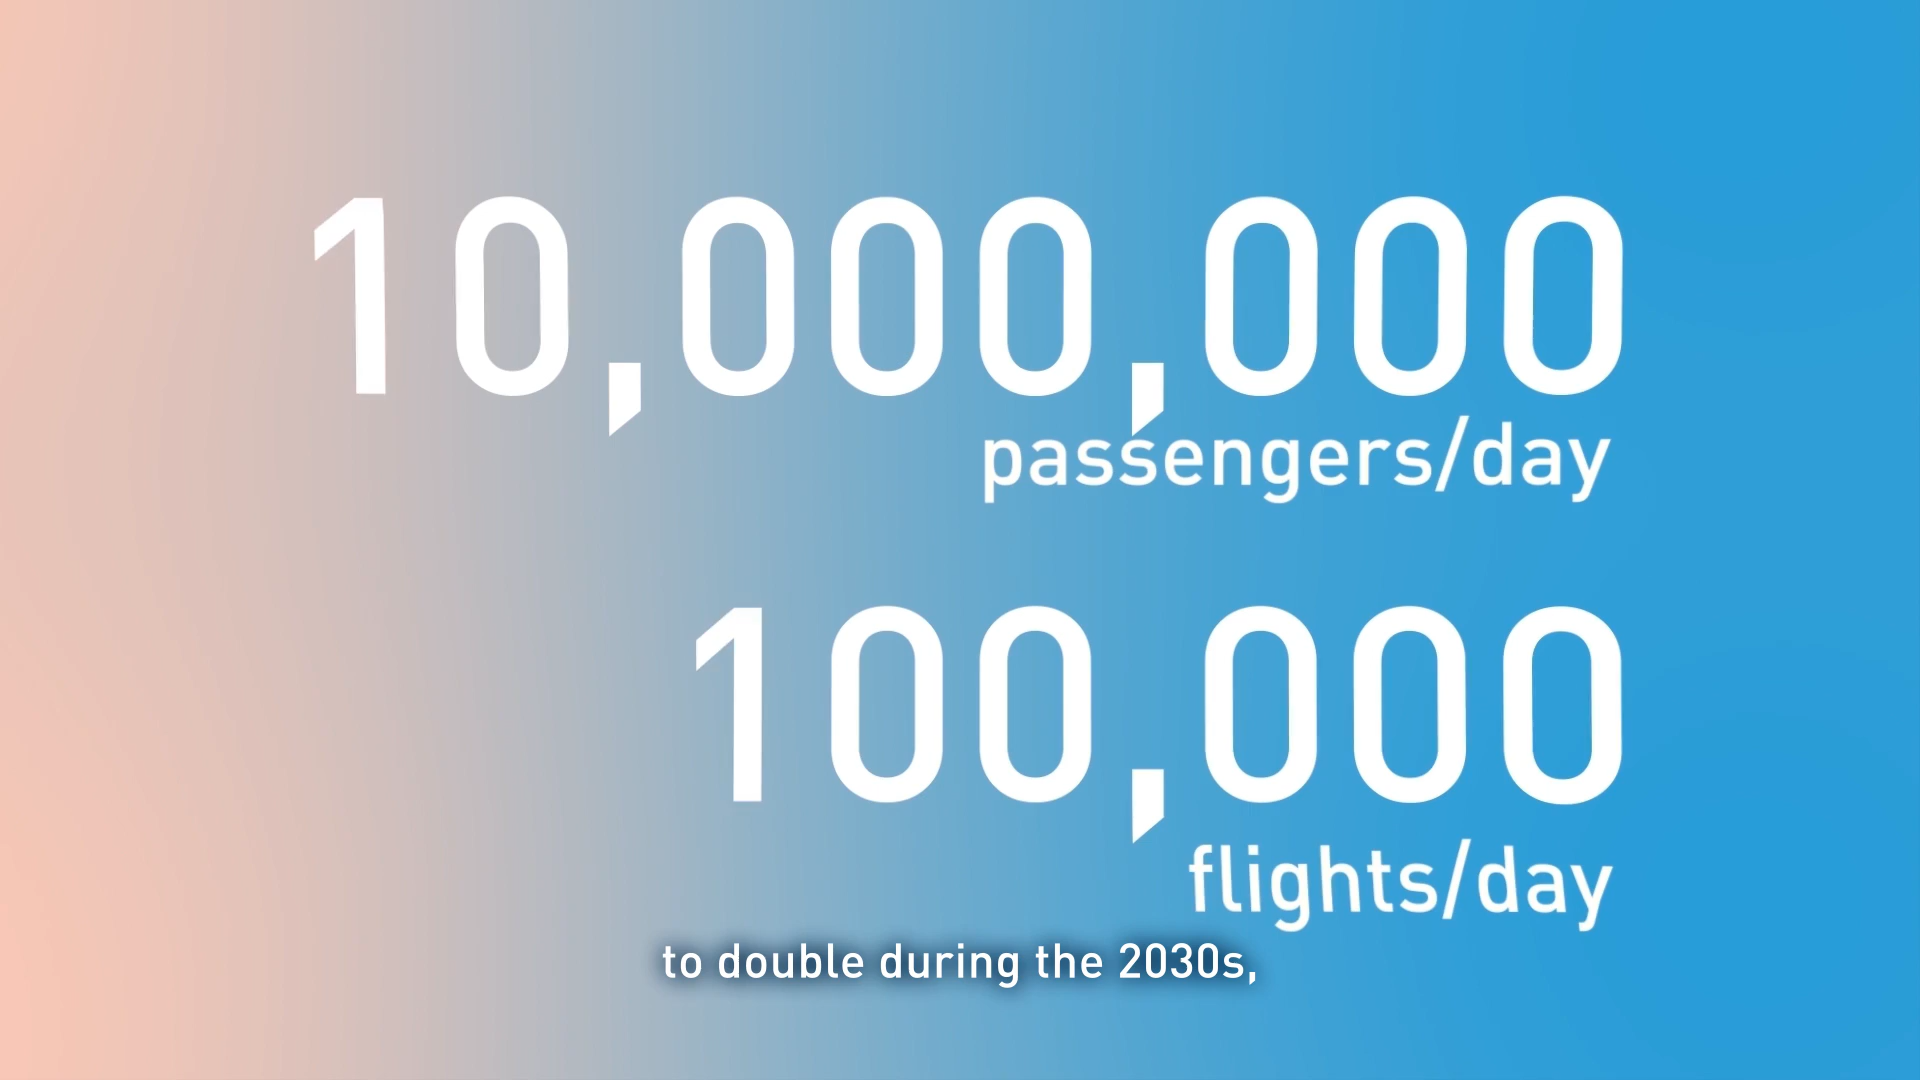 10,000,000
passengers/day
100,000
flights/day
to double during the 2030s,